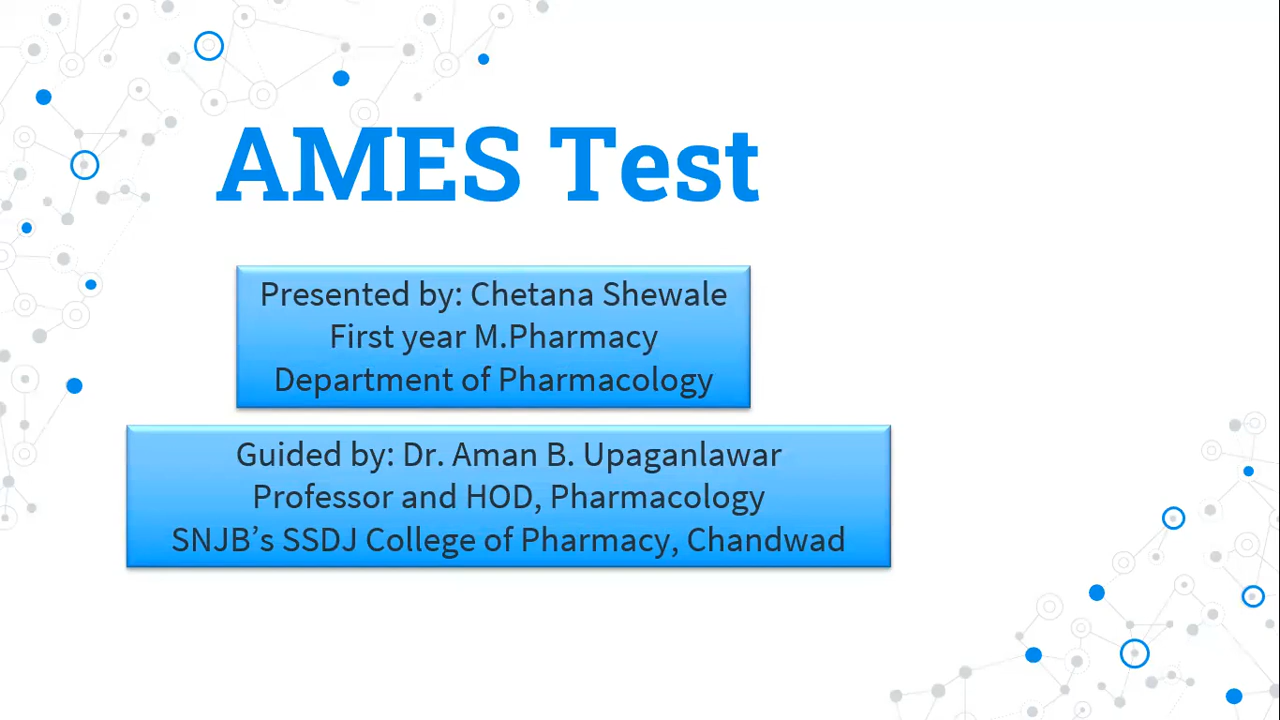 AMES Test
Presented by: Chetana Shewale
First year M.Pharmacy
Department of Pharmacology
Guided by: Dr. Aman B. Upaganlawar
Professor and HOD, Pharmacology
SNJB’s SSDJ College of Pharmacy, Chandwad